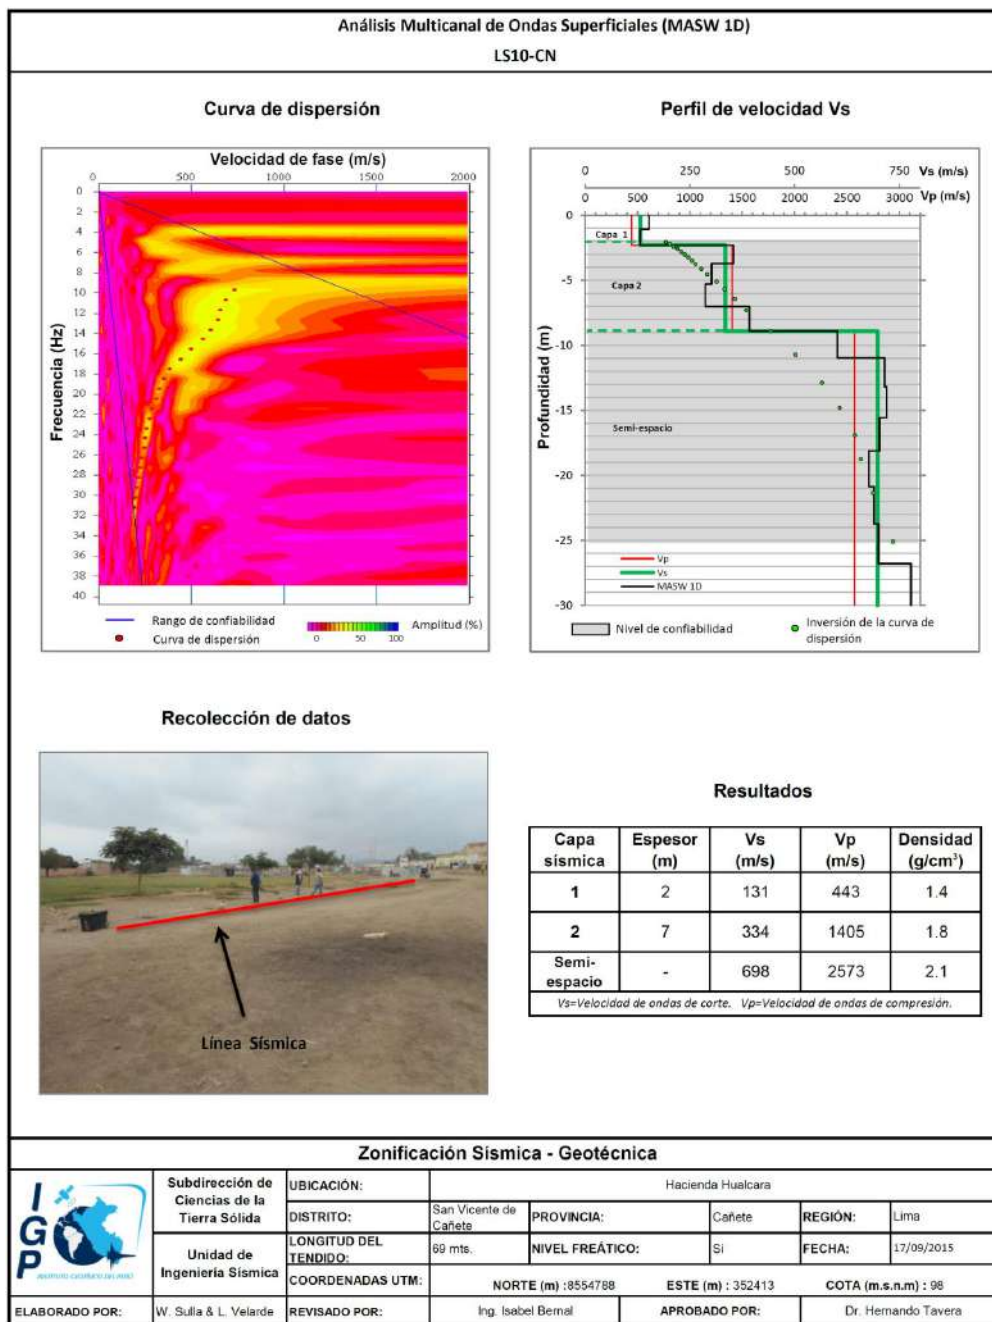 Análisis Multicanal de Ondas Superficiales (MASW 1D)
LS10-CN
Curva de dispersión
Velocidad de fase (m/s)
0 500 1000 1500 2000
Frecuencia (Hz)
0
2
4
6
8
10
12
14
16
18
20
22
24
26
28
30
32
34
36
38
40
Rango de confiabilidad
Curva de dispersión
Amplitud (%)
0 50 100
Perfil de velocidad Vs
0 250 500 750 Vs (m/s)
0 500 1000 1500 2000 2500 3000 Vp (m/s)
Profundidad (m)
0
-5
-10
-15
-20
-25
-30
Capa 1
Capa 2
Semi-espacio
Vp
Vs
MASW 1D
Nivel de confiabilidad
Inversión de la curva de
dispersión
Recolección de datos
Línea Sísmica
Resultados
Capa sísmica Espesor (m) Vs (m/s) Vp (m/s) Densidad (g/cm³)
1 2 131 443 1.4
2 7 334 1405 1.8
Semi-espacio - 698 2573 2.1
Vs=Velocidad de ondas de corte. Vp=Velocidad de ondas de compresión.
Zonificación Sísmica - Geotécnica
IGP
INSTITUTO GEOFÍSICO DEL PERÚ
Subdirección de
Ciencias de la
Tierra Sólida
Unidad de
Ingeniería Sísmica
UBICACIÓN: Hacienda Hualcara
DISTRITO: San Vicente de Cañete PROVINCIA: Cañete REGIÓN: Lima
LONGITUD DEL TENDIDO: 69 mts. NIVEL FREÁTICO: Si FECHA: 17/09/2015
COORDENADAS UTM: NORTE (m) :8554788 ESTE (m) : 352413 COTA (m.s.n.m) : 98
ELABORADO POR: W. Sulla & L. Velarde REVISADO POR: Ing. Isabel Bernal APROBADO POR: Dr. Hernando Tavera